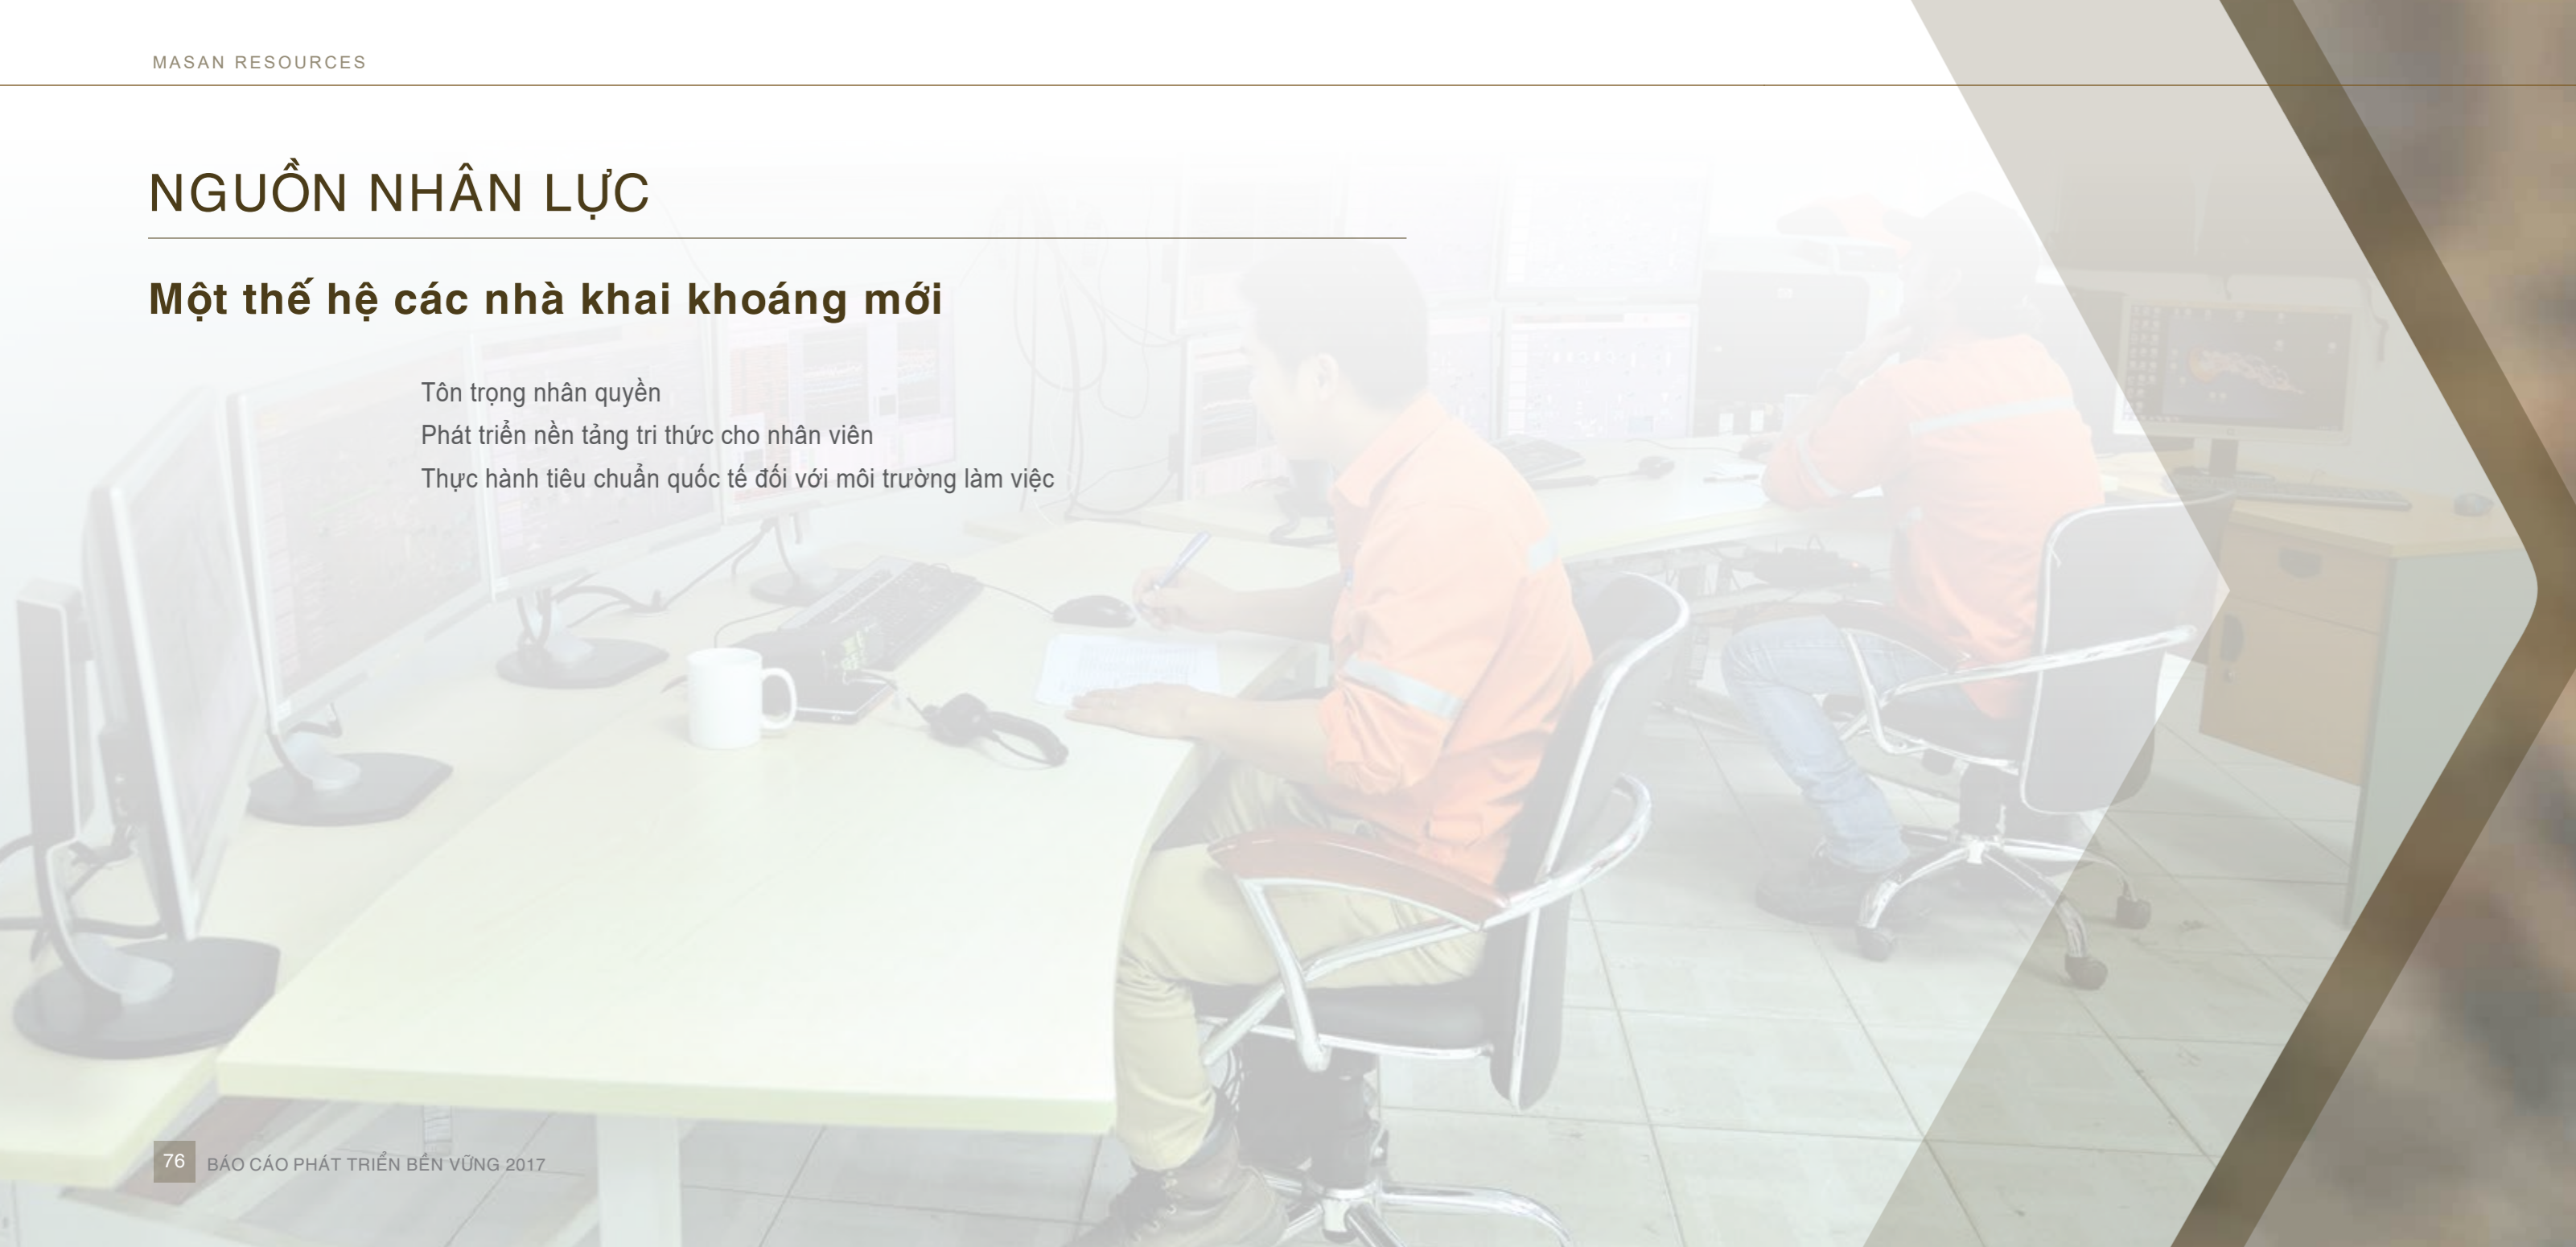 MASAN RESOURCES
NGUỒN NHÂN LỰC
Một thế hệ các nhà khai khoáng mới
Tôn trọng nhân quyền
Phát triển nền tảng tri thức cho nhân viên
Thực hành tiêu chuẩn quốc tế đối với môi trường làm việc
76 BÁO CÁO PHÁT TRIỂN BỀN VỮNG 2017